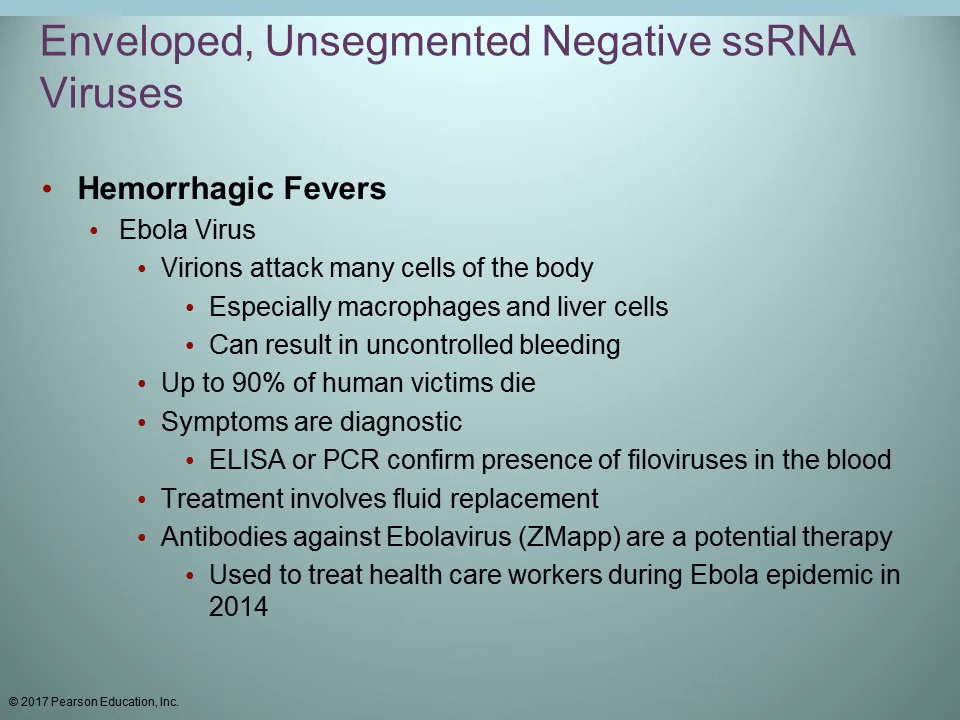 Enveloped, Unsegmented Negative ssRNA
Viruses
• Hemorrhagic Fevers
• Ebola Virus
• Virions attack many cells of the body
• Especially macrophages and liver cells
• Can result in uncontrolled bleeding
• Up to 90% of human victims die
• Symptoms are diagnostic
• ELISA or PCR confirm presence of filoviruses in the blood
• Treatment involves fluid replacement
• Antibodies against Ebolavirus (ZMapp) are a potential therapy
• Used to treat health care workers during Ebola epidemic in
2014
© 2017 Pearson Education, Inc.